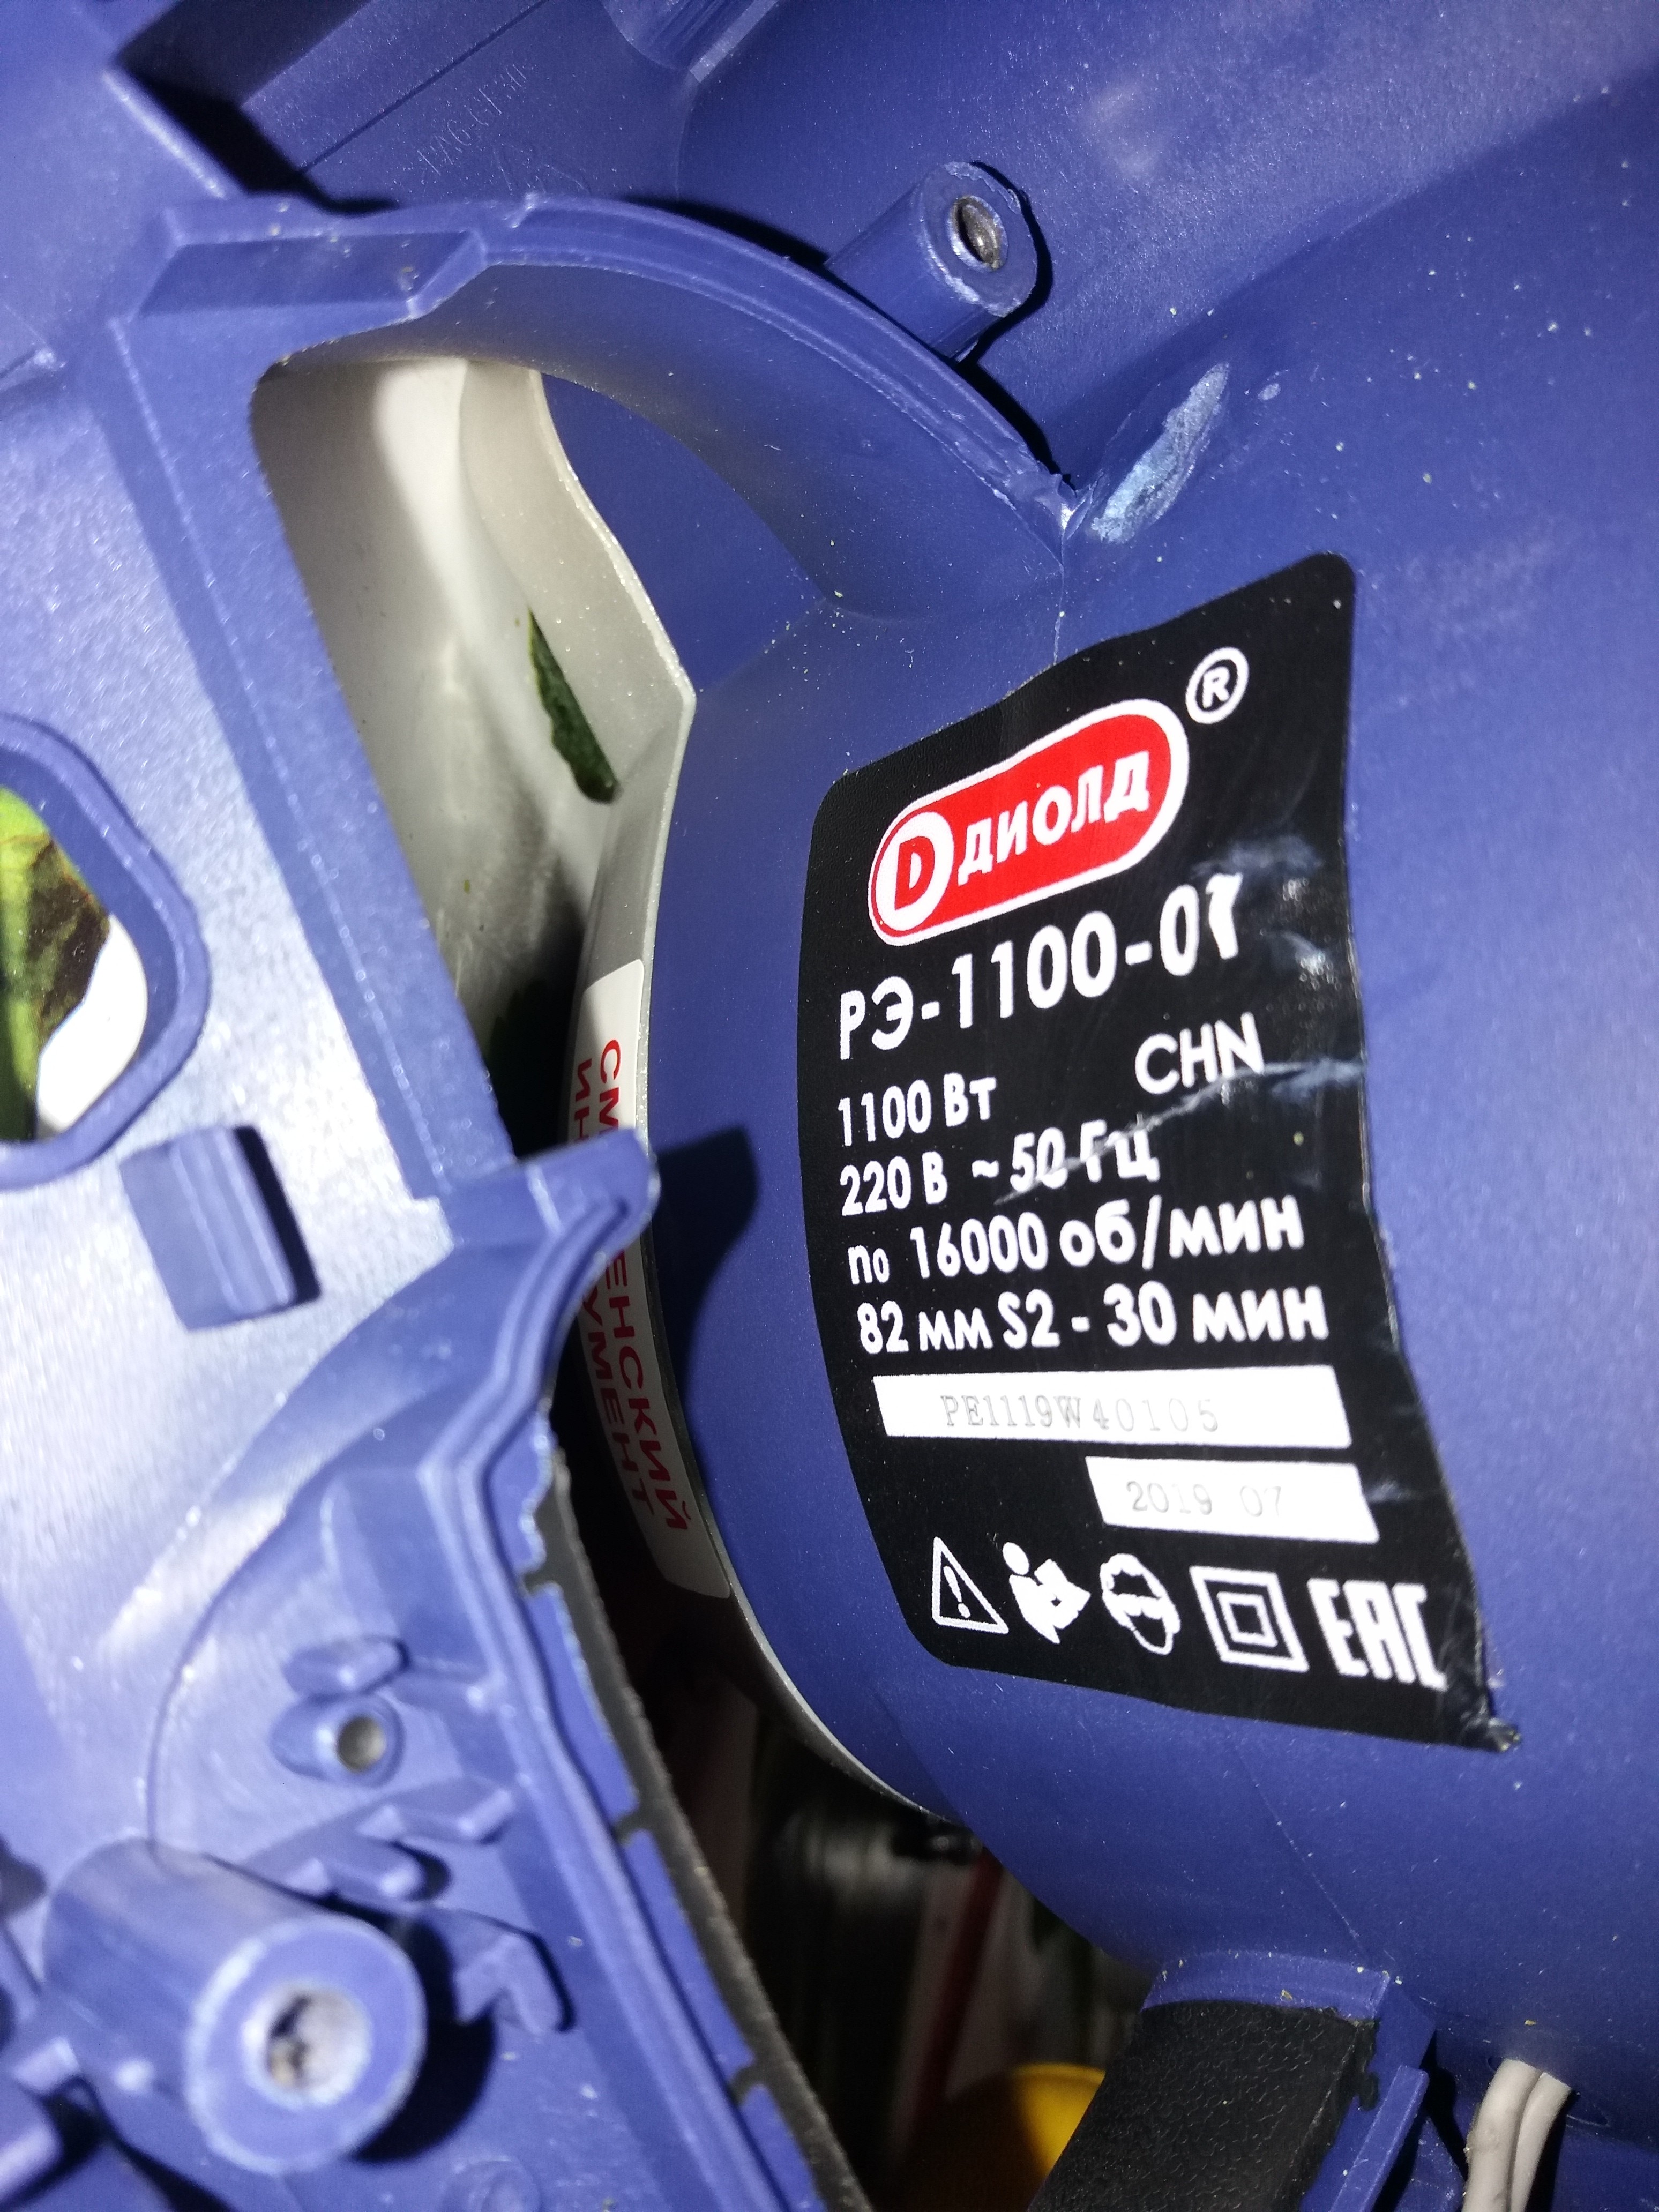 D ДИОЛД ®
РЭ-1100-01
CHN
1100 Вт
220 В ~ 50 Гц
n₀ 16000 об/мин
82 мм S2 - 30 мин
PE1119W40105
2019 07
EAC